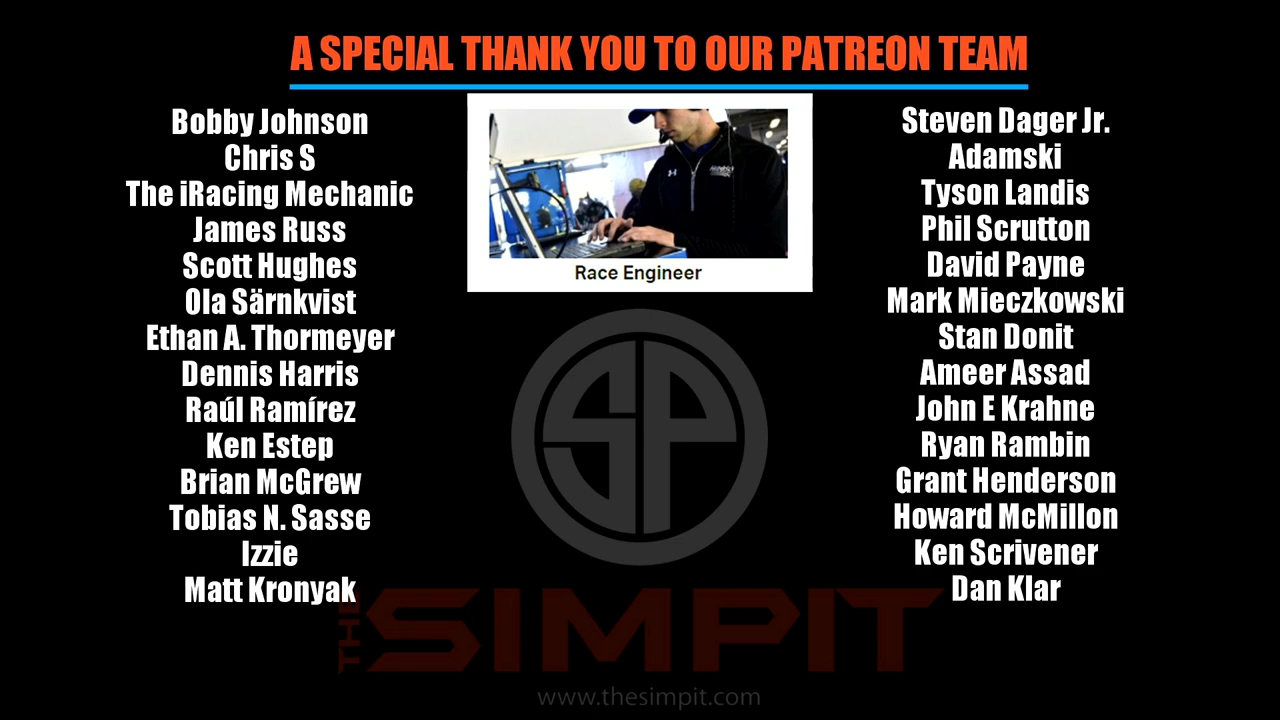 A SPECIAL THANK YOU TO OUR PATREON TEAM
Bobby Johnson
Chris S
The iRacing Mechanic
James Russ
Scott Hughes
Ola Särnkvist
Ethan A. Thormeyer
Dennis Harris
Raúl Ramírez
Ken Estep
Brian McGrew
Tobias N. Sasse
Izzie
Matt Kronyak
Race Engineer
SP
Steven Dager Jr.
Adamski
Tyson Landis
Phil Scrutton
David Payne
Mark Mieczkowski
Stan Donit
Ameer Assad
John E Krahne
Ryan Rambin
Grant Henderson
Howard McMillon
Ken Scrivener
Dan Klar
THE SIMPIT
www.thesimpit.com